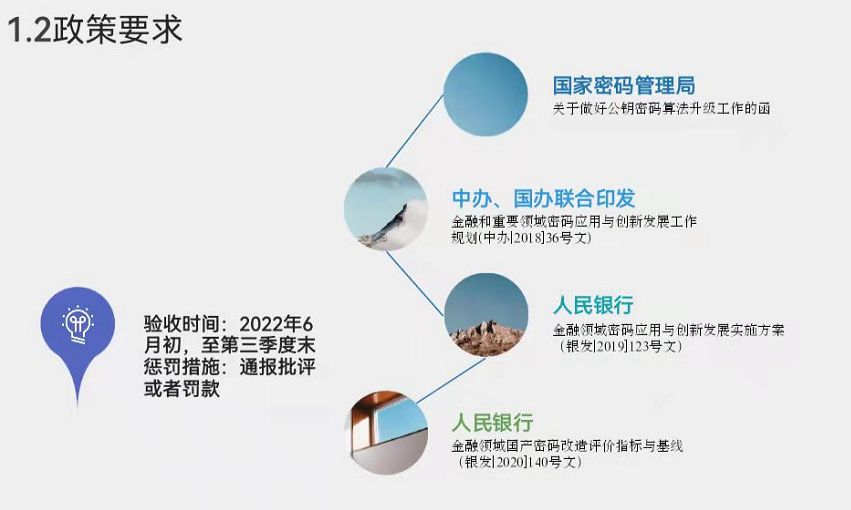 1.2政策要求
国家密码管理局
关于做好公钥密码算法升级工作的函
中办、国办联合印发
金融和重要领域密码应用与创新发展工作
规划(中办[2018]36号文)
验收时间：2022年6
月初，至第三季度末
惩罚措施：通报批评
或者罚款
人民银行
金融领域密码应用与创新发展实施方案
（银发[2019]123号文）
人民银行
金融领域国产密码改造评价指标与基线
（银发[2020]140号文）